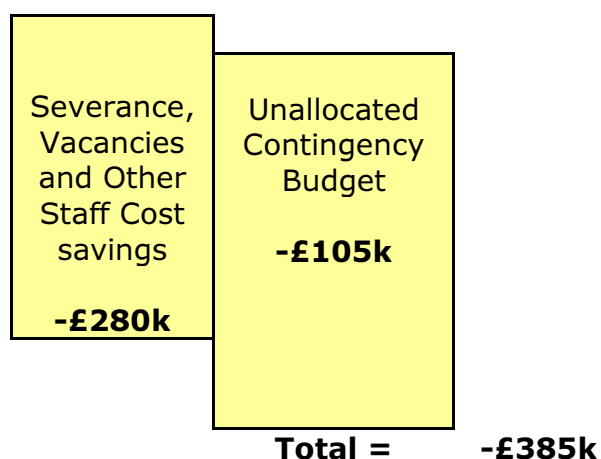 Severance,
Vacancies
and Other
Staff Cost
savings
-£280k
Unallocated
Contingency
Budget
-£105k
Total = -£385k